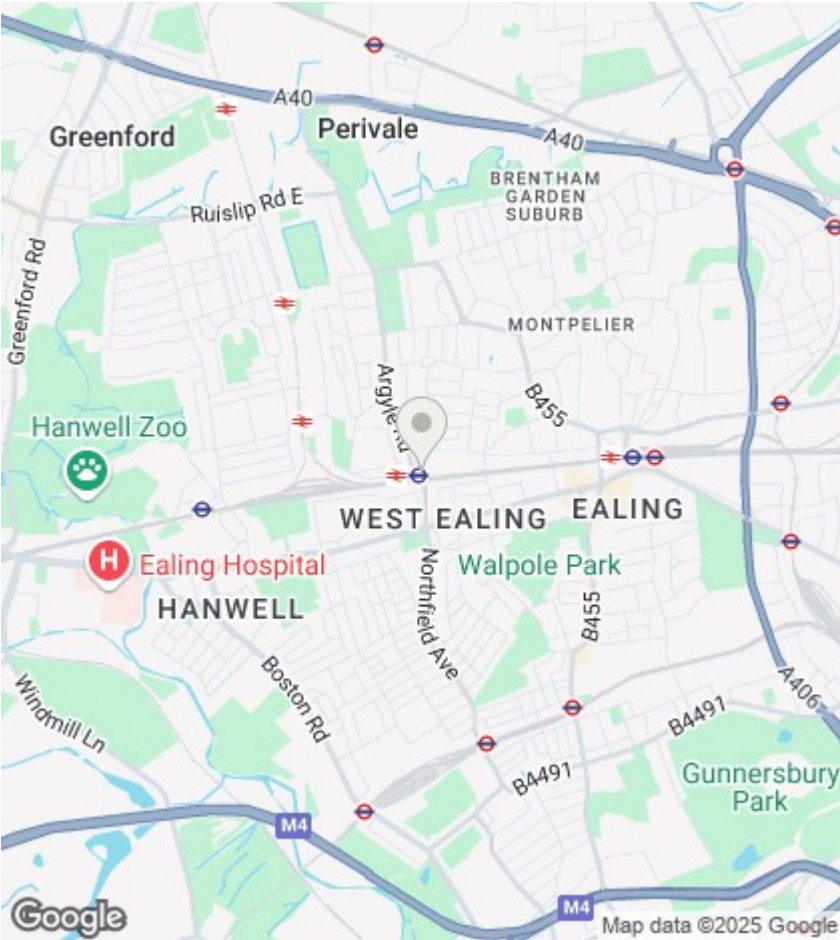 A40
Greenford
Perivale
A40
BRENTHAM
GARDEN
SUBURB
Ruislip Rd E
Greenford Rd
MONTPELIER
Argyle Rd
B455
Hanwell Zoo
WEST EALING
EALING
H
Ealing Hospital
Walpole Park
HANWELL
Northfield Ave
B455
Boston Rd
Windmill Ln
A406
B4491
B4491
Gunnersbury
Park
M4
M4
Google
Map data ©2025 Google